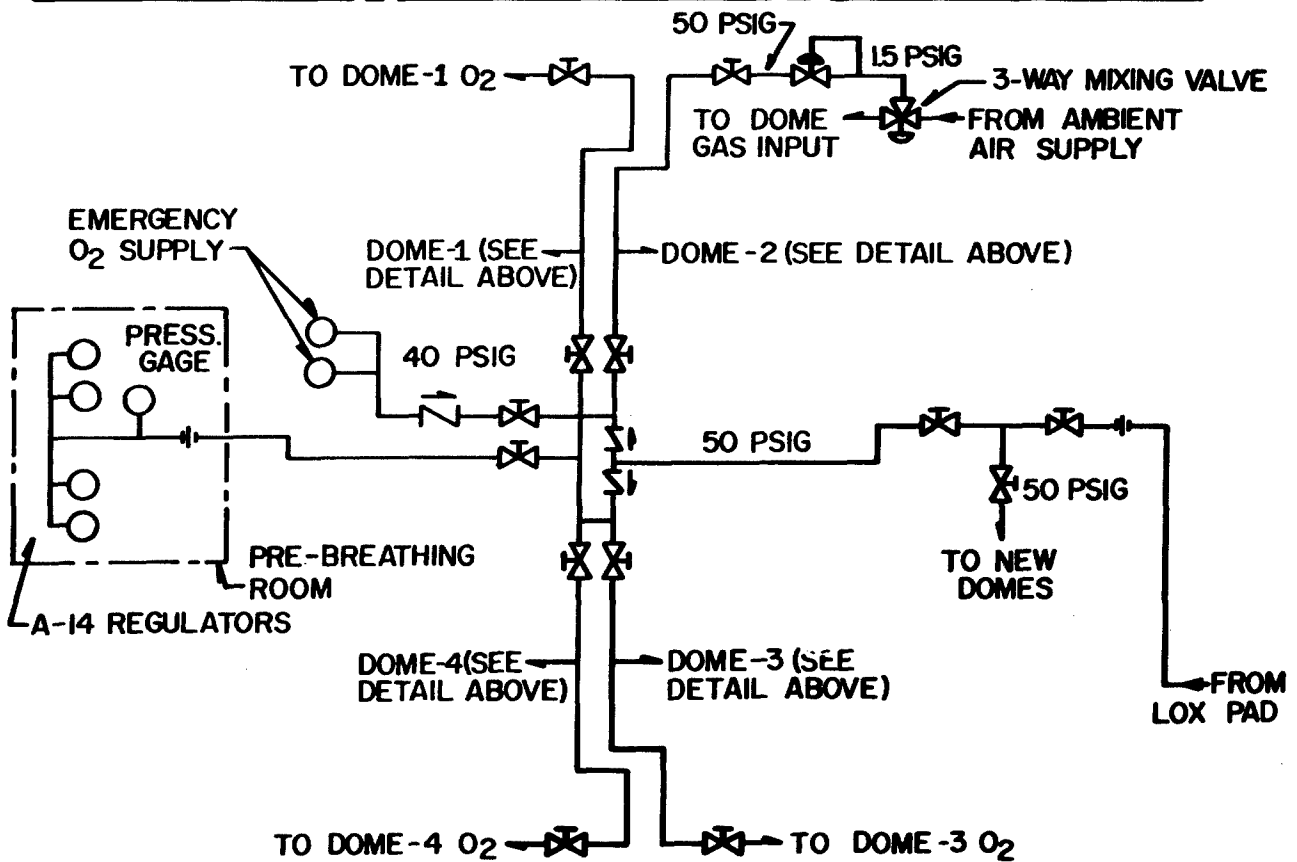 50 PSIG
TO DOME-1 O2
15 PSIG
3-WAY MIXING VALVE
TO DOME
GAS INPUT
FROM AMBIENT
AIR SUPPLY
EMERGENCY
O2 SUPPLY
DOME-1 (SEE
DETAIL ABOVE)
DOME-2 (SEE DETAIL ABOVE)
PRESS.
GAGE
40 PSIG
50 PSIG
50 PSIG
TO NEW
DOMES
PRE-BREATHING
ROOM
A-14 REGULATORS
DOME-4(SEE
DETAIL ABOVE)
DOME-3 (SEE
DETAIL ABOVE)
FROM
LOX PAD
TO DOME-4 O2
TO DOME-3 O2